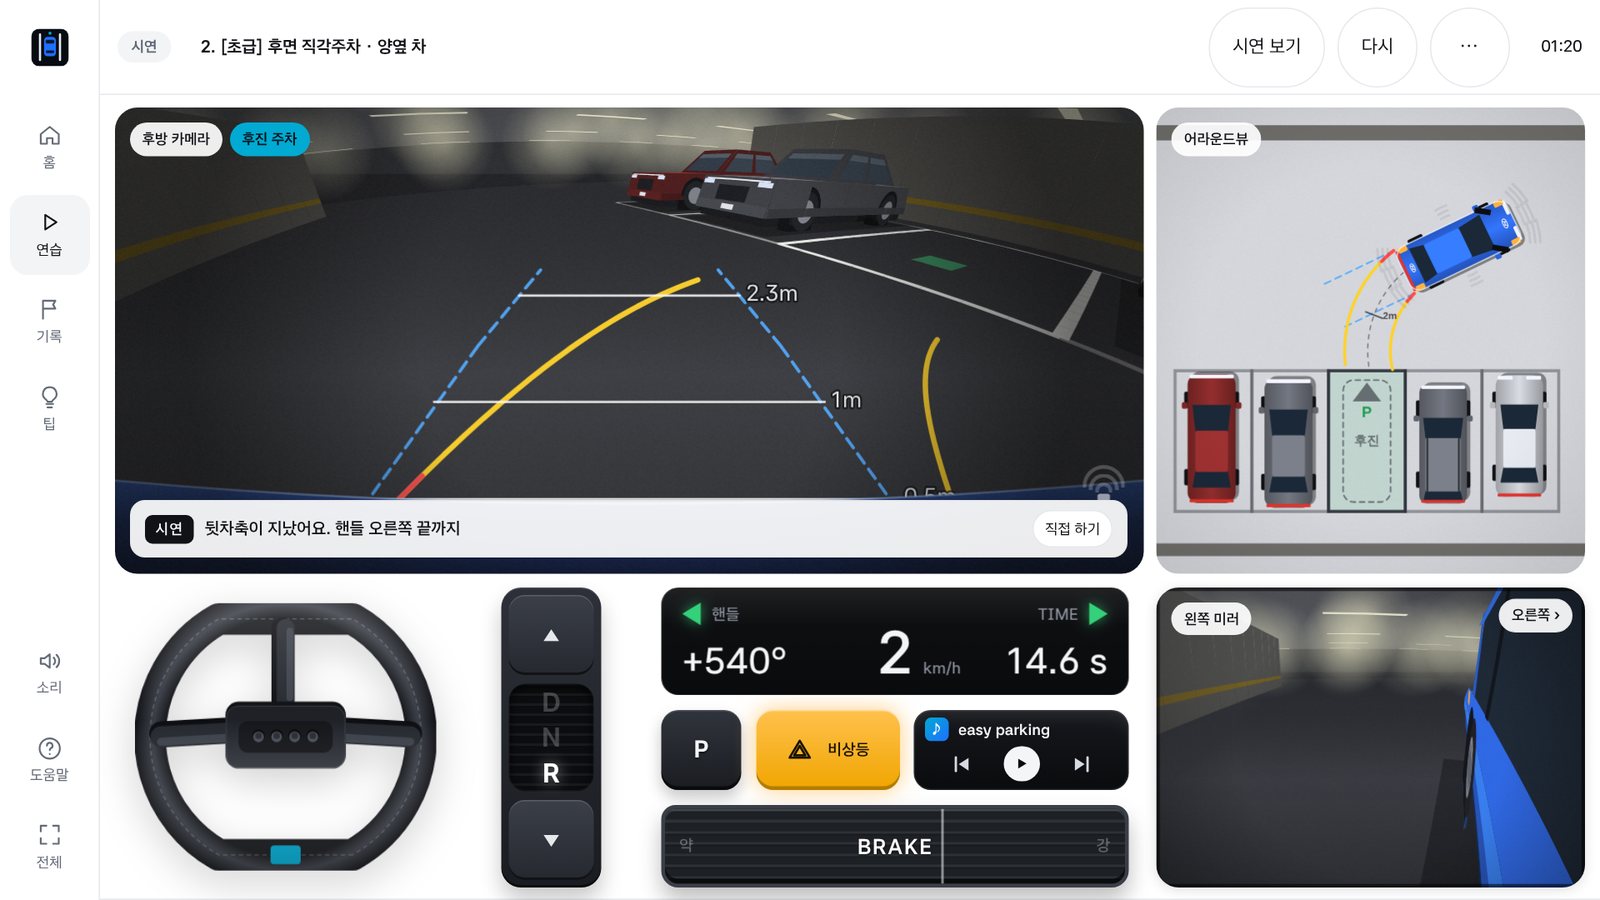 시연
2. [초급] 후면 직각주차 · 양옆 차
시연 보기
다시
···
01:20
홈
연습
기록
팁
소리
도움말
전체
후방 카메라
후진 주차
2.3m
1m
0.5m
시연
뒷차축이 지났어요. 핸들 오른쪽 끝까지
직접 하기
어라운드뷰
2m
P
후진
D
N
R
핸들
TIME
+540°
2 km/h
14.6 s
P
비상등
easy parking
약
BRAKE
강
왼쪽 미러
오른쪽 ›